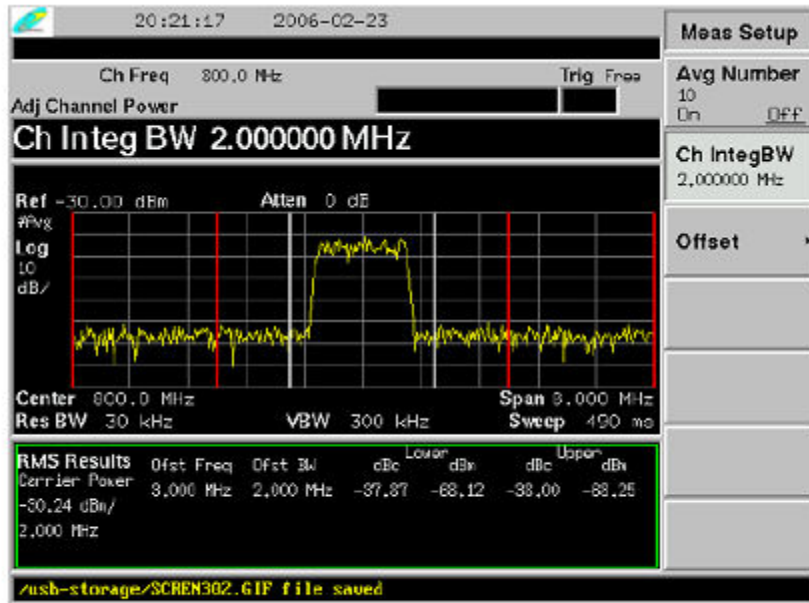 20:21:17 2006-02-23
Meas Setup
Ch Freq 800.0 MHz Trig Free
Adj Channel Power
Avg Number
10
On Off
Ch Integ BW 2.000000 MHz
Ch IntegBW
2.000000 MHz
Offset
Ref -30.00 dBm Atten 0 dB
#Avg
Log
10
dB/
Center 800.0 MHz Span 8.000 MHz
Res BW 30 kHz VBW 300 kHz Sweep 490 ms
RMS Results Ofst Freq Ofst BW Lower Upper
dBc dBm dBc dBm
Carrier Power 3.000 MHz 2.000 MHz -37.87 -68.12 -38.00 -68.25
-30.24 dBm/
2.000 MHz
/usb-storage/SCREN302.GIF file saved